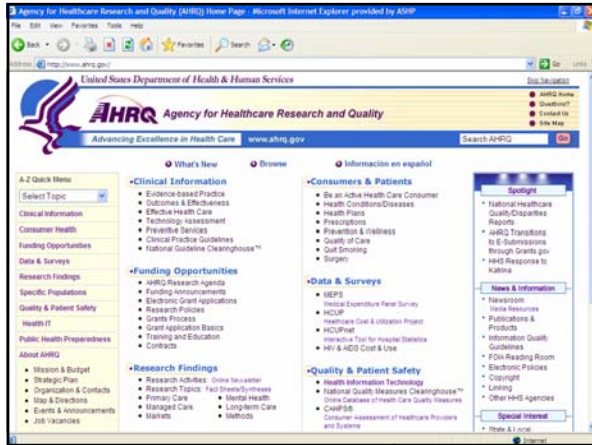 Agency for Healthcare Research and Quality (AHRQ) Home Page - Microsoft Internet Explorer provided by ASHP
File Edit View Favorites Tools Help
Back Search Favorites
Address http://www.ahrq.gov/ Go Links
United States Department of Health & Human Services
Skip Navigation
AHRQ Home
Questions?
Contact Us
Site Map
AHRQ Agency for Healthcare Research and Quality
Advancing Excellence in Health Care www.ahrq.gov
Search AHRQ Go
What's New Browse Información en español
A-Z Quick Menu
Select Topic
Clinical Information
Consumer Health
Funding Opportunities
Data & Surveys
Research Findings
Specific Populations
Quality & Patient Safety
Health IT
Public Health Preparedness
About AHRQ
Mission & Budget
Strategic Plan
Organization & Contacts
Map & Directions
Events & Announcements
Job Vacancies
Clinical Information
Evidence-based Practice
Outcomes & Effectiveness
Effective Health Care
Technology Assessment
Preventive Services
Clinical Practice Guidelines
National Guideline Clearinghouse™
Funding Opportunities
AHRQ Research Agenda
Funding Announcements
Electronic Grant Applications
Research Policies
Grants Process
Grant Application Basics
Training and Education
Contracts
Research Findings
Research Activities: Online Newsletter
Research Topics: Fact Sheets/Syntheses
Primary Care
Managed Care
Markets
Mental Health
Long-term Care
Methods
Consumers & Patients
Be an Active Health Care Consumer
Health Conditions/Diseases
Health Plans
Prescriptions
Prevention & Wellness
Quality of Care
Quit Smoking
Surgery
Data & Surveys
MEPS
Medical Expenditure Panel Survey
HCUP
Healthcare Cost & Utilization Project
HCUPnet
Interactive Tool for Hospital Statistics
HIV & AIDS Cost & Use
Quality & Patient Safety
Health Information Technology
National Quality Measures Clearinghouse™
Online Database of Health Care Quality Measures
CAHPS®
Consumer Assessment of Healthcare Providers
and Systems
Spotlight
National Healthcare
Quality/Disparities
Reports
AHRQ Transitions
to E-Submissions
through Grants.gov
HHS Response to
Katrina
News & Information
Newsroom
Media Resources
Publications &
Products
Information Quality
Guidelines
FOIA Reading Room
Electronic Policies
Copyright
Linking
Other HHS Agencies
Special Interest
State & Local
Internet